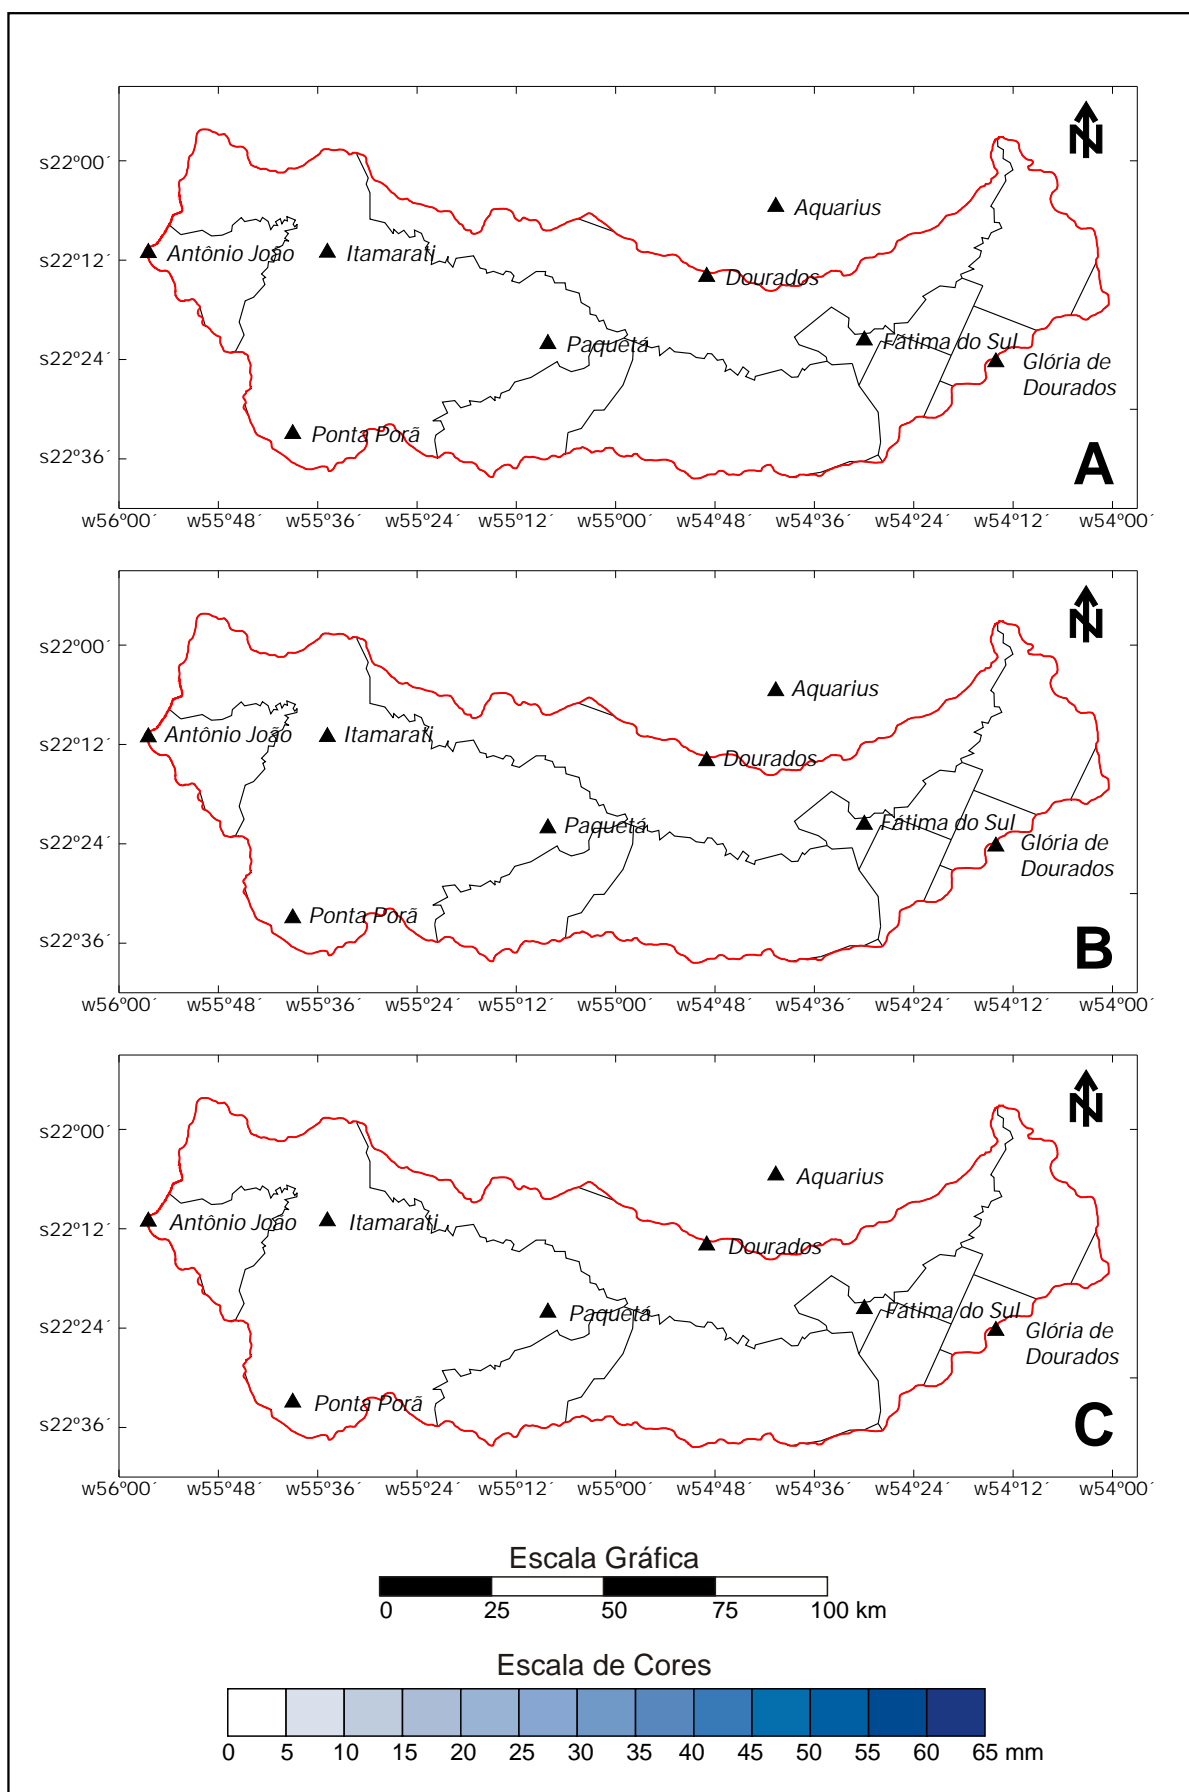 N
s22º00´
Aquarius
s22º12´
Antônio João
Itamarati
Dourados
s22º24´
Paquetá
Fátima do Sul
Glória de
Dourados
s22º36´
Ponta Porã
A
w56º00´ w55º48´ w55º36´ w55º24´ w55º12´ w55º00´ w54º48´ w54º36´ w54º24´ w54º12´ w54º00´
N
s22º00´
Aquarius
s22º12´
Antônio João
Itamarati
Dourados
s22º24´
Paquetá
Fátima do Sul
Glória de
Dourados
s22º36´
Ponta Porã
B
w56º00´ w55º48´ w55º36´ w55º24´ w55º12´ w55º00´ w54º48´ w54º36´ w54º24´ w54º12´ w54º00´
N
s22º00´
Aquarius
s22º12´
Antônio João
Itamarati
Dourados
s22º24´
Paquetá
Fátima do Sul
Glória de
Dourados
s22º36´
Ponta Porã
C
w56º00´ w55º48´ w55º36´ w55º24´ w55º12´ w55º00´ w54º48´ w54º36´ w54º24´ w54º12´ w54º00´
Escala Gráfica
0 25 50 75 100 km
Escala de Cores
0 5 10 15 20 25 30 35 40 45 50 55 60 65 mm